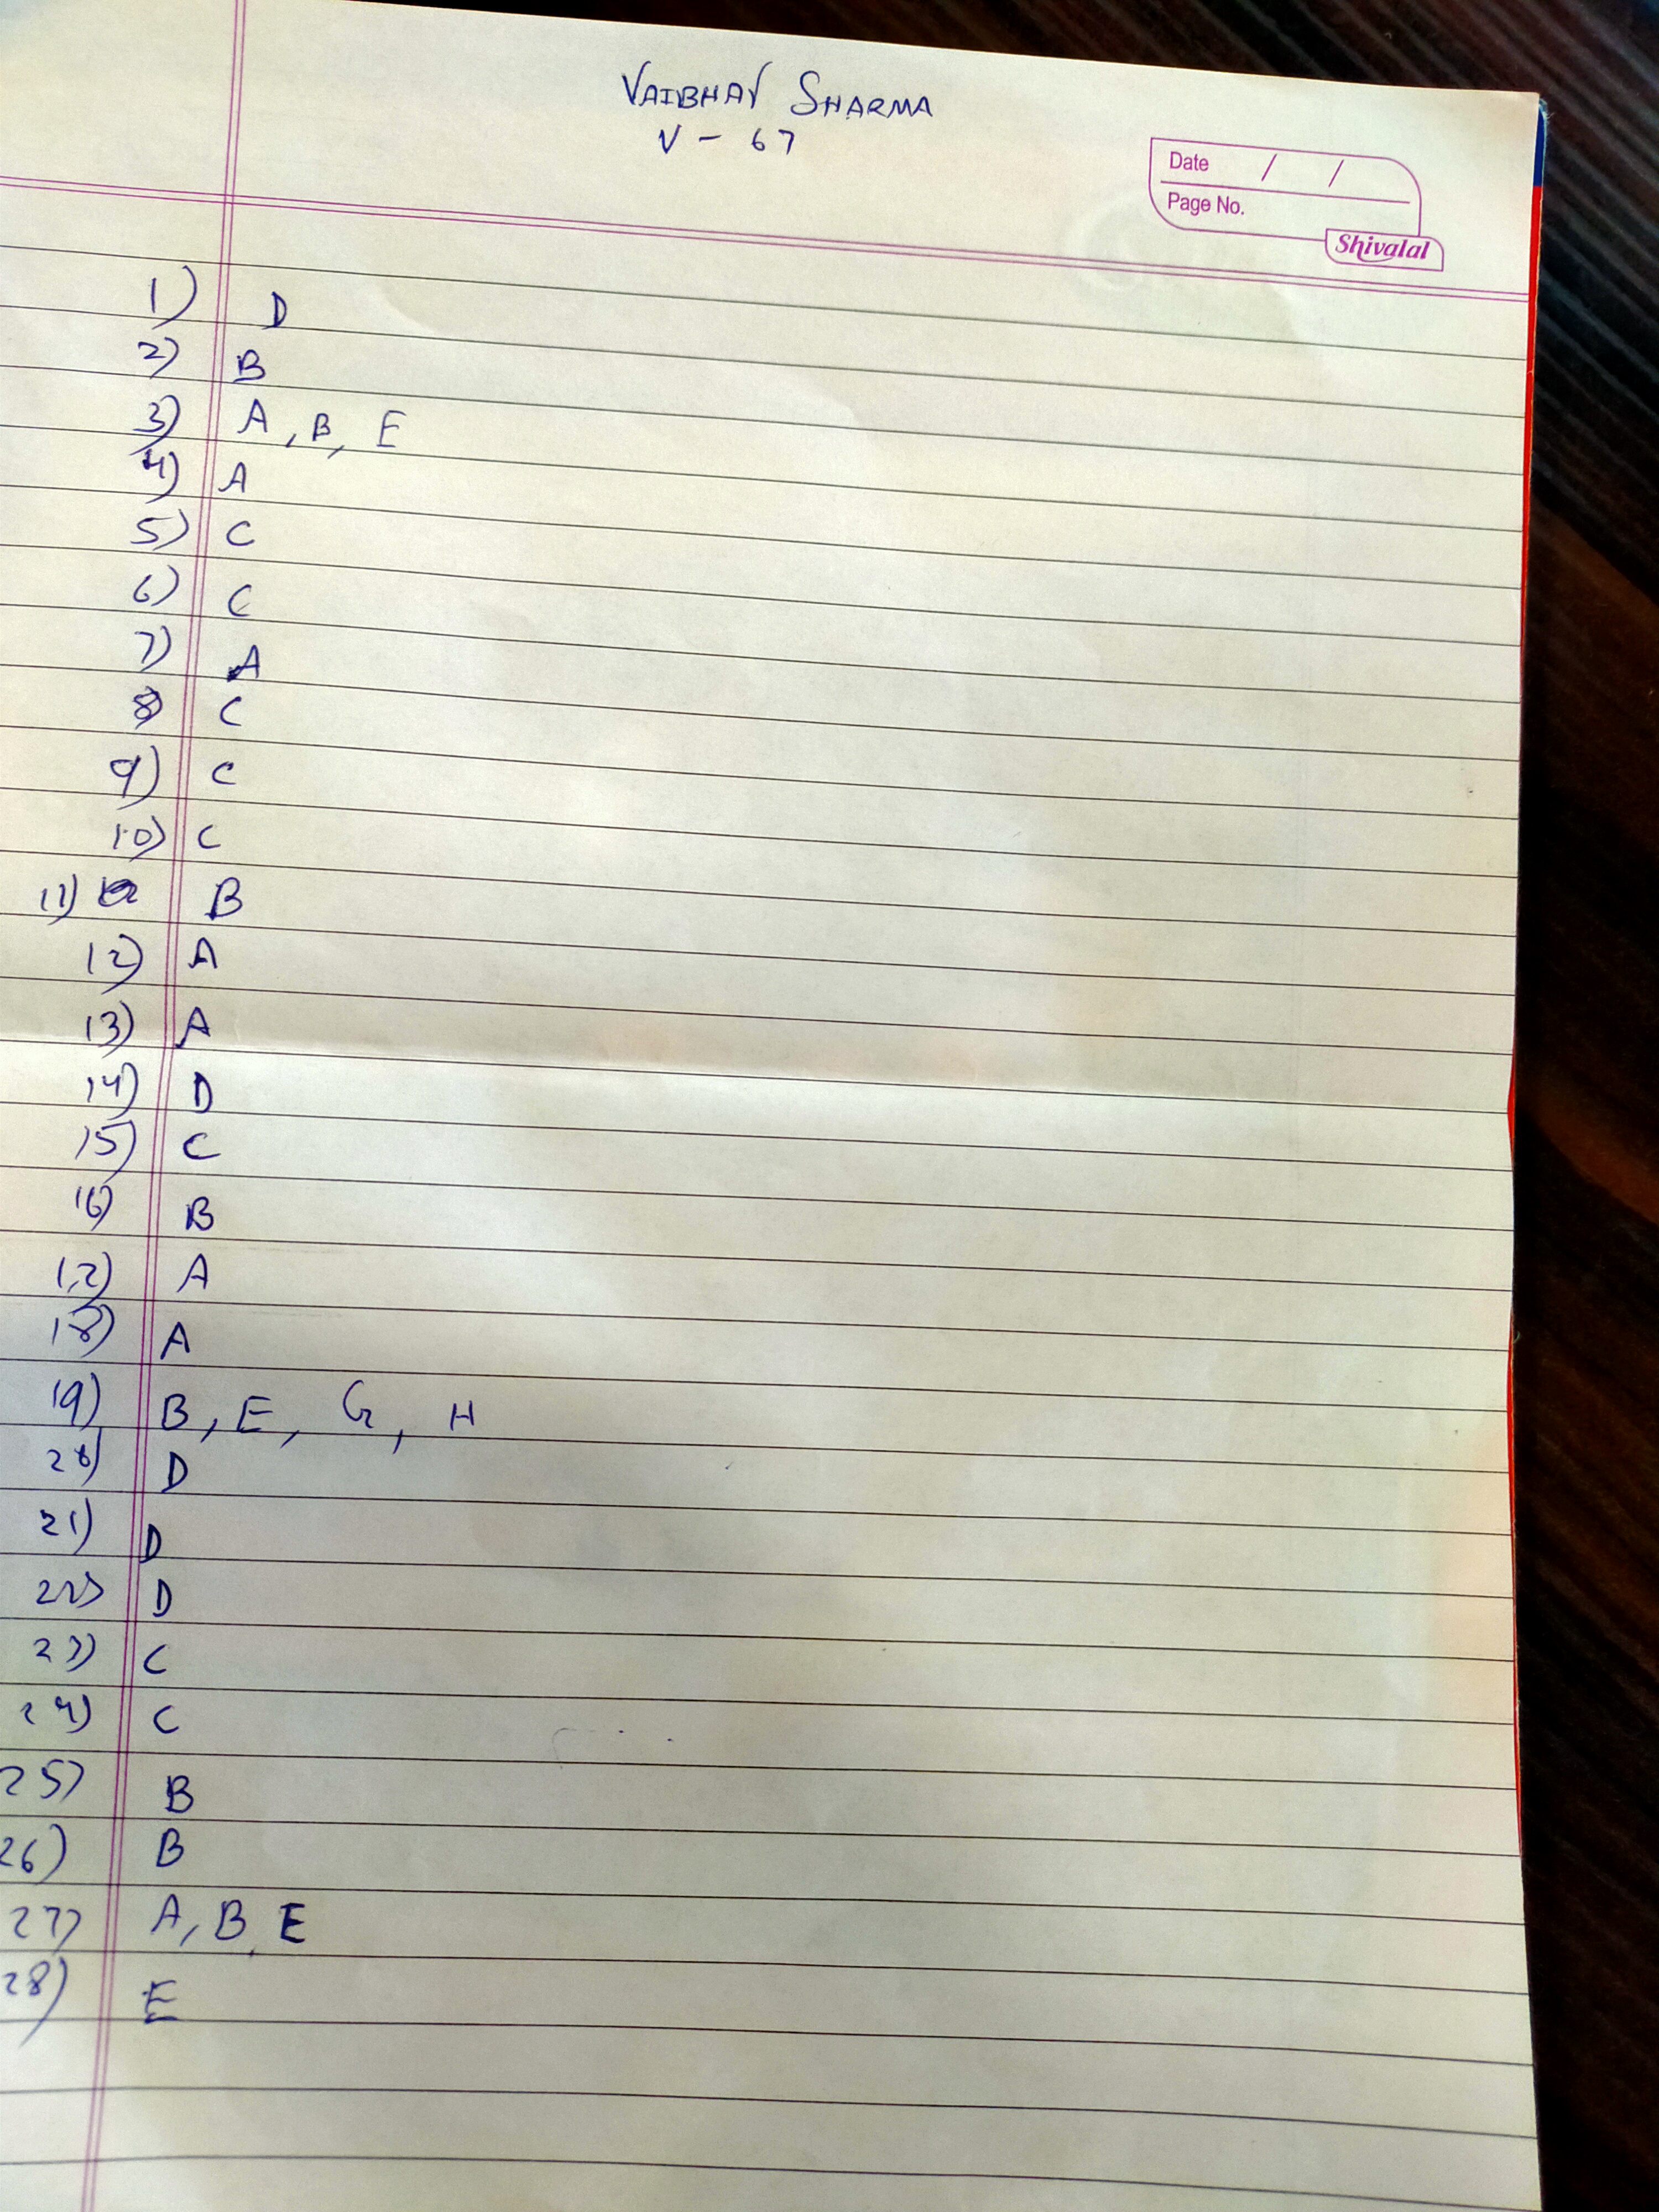 VAIBHAV SHARMA
V - 67
Date / /
Page No.
Shivalal
1) D
2) B
3) A, B, E
4) A
5) C
6) C
7) A
8) C
9) C
10) C
11) B
12) A
13) A
14) D
15) C
16) B
17) A
18) A
19) B, E, G, H
20) D
21) D
22) D
23) C
24) C
25) B
26) B
27) A, B, E
28) E